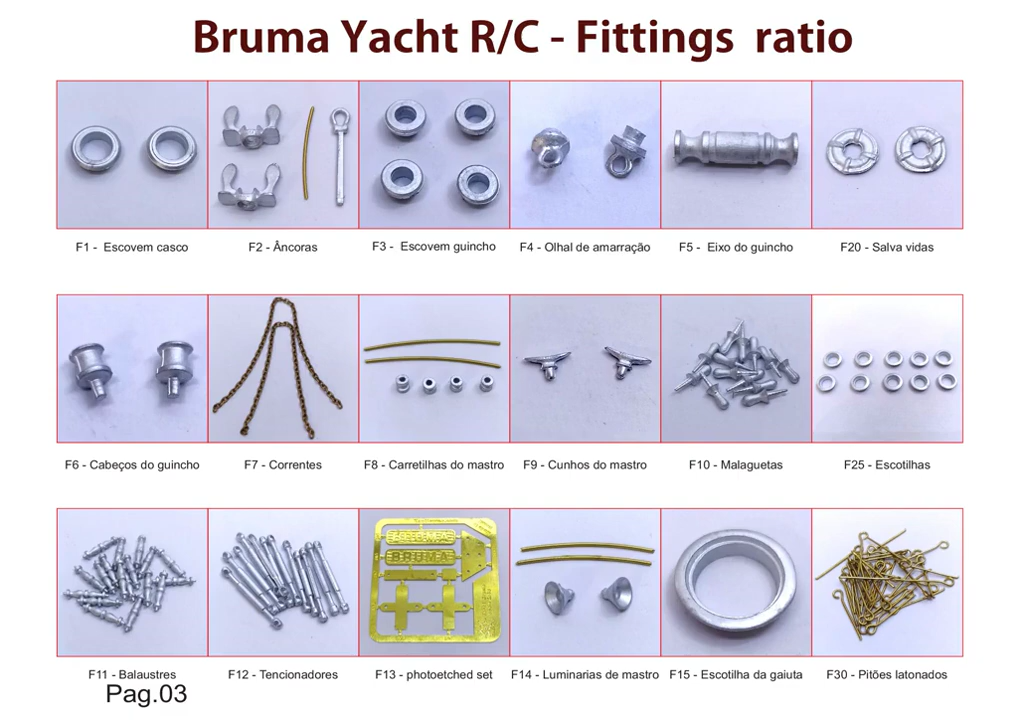 Bruma Yacht R/C - Fittings ratio
F1 - Escovem casco
F2 - Âncoras
F3 - Escovem guincho
F4 - Olhal de amarração
F5 - Eixo do guincho
F20 - Salva vidas
F6 - Cabeços do guincho
F7 - Correntes
F8 - Carretilhas do mastro
F9 - Cunhos do mastro
F10 - Malaguetas
F25 - Escotilhas
F11 - Balaustres
F12 - Tencionadores
F13 - photoetched set
F14 - Luminarias de mastro
F15 - Escotilha da gaiuta
F30 - Pitões latonados
Pag.03